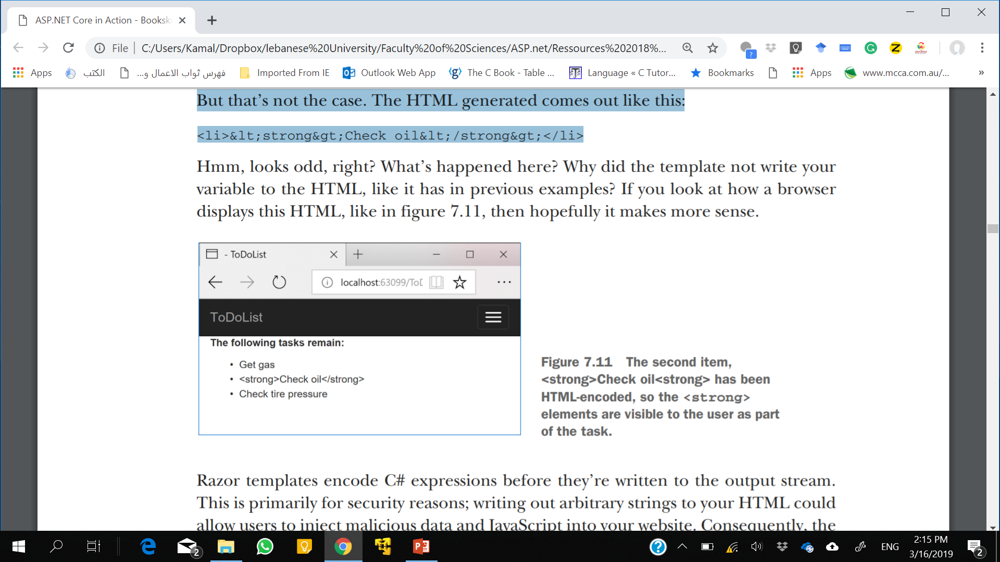 ASP.NET Core in Action - Booksk
File
C:/Users/Kamal/Dropbox/lebanese%20University/Faculty%20of%20Sciences/ASP.net/Ressources%202018%...
Apps
الكتب
فهرس ثواب الاعمال و...
Imported From IE
Outlook Web App
The C Book - Table ...
Language « C Tutor...
Bookmarks
Apps
www.mcca.com.au/...
But that’s not the case. The HTML generated comes out like this:
<li>&lt;strong&gt;Check oil&lt;/strong&gt;</li>
Hmm, looks odd, right? What’s happened here? Why did the template not write your
variable to the HTML, like it has in previous examples? If you look at how a browser
displays this HTML, like in figure 7.11, then hopefully it makes more sense.
- ToDoList
localhost:63099/ToD
ToDoList
The following tasks remain:
• Get gas
• <strong>Check oil</strong>
• Check tire pressure
Figure 7.11 The second item,
<strong>Check oil<strong> has been
HTML-encoded, so the <strong>
elements are visible to the user as part
of the task.
Razor templates encode C# expressions before they’re written to the output stream.
This is primarily for security reasons; writing out arbitrary strings to your HTML could
allow users to inject malicious data and JavaScript into your website. Consequently, the
2
ENG
2:15 PM
3/16/2019
2